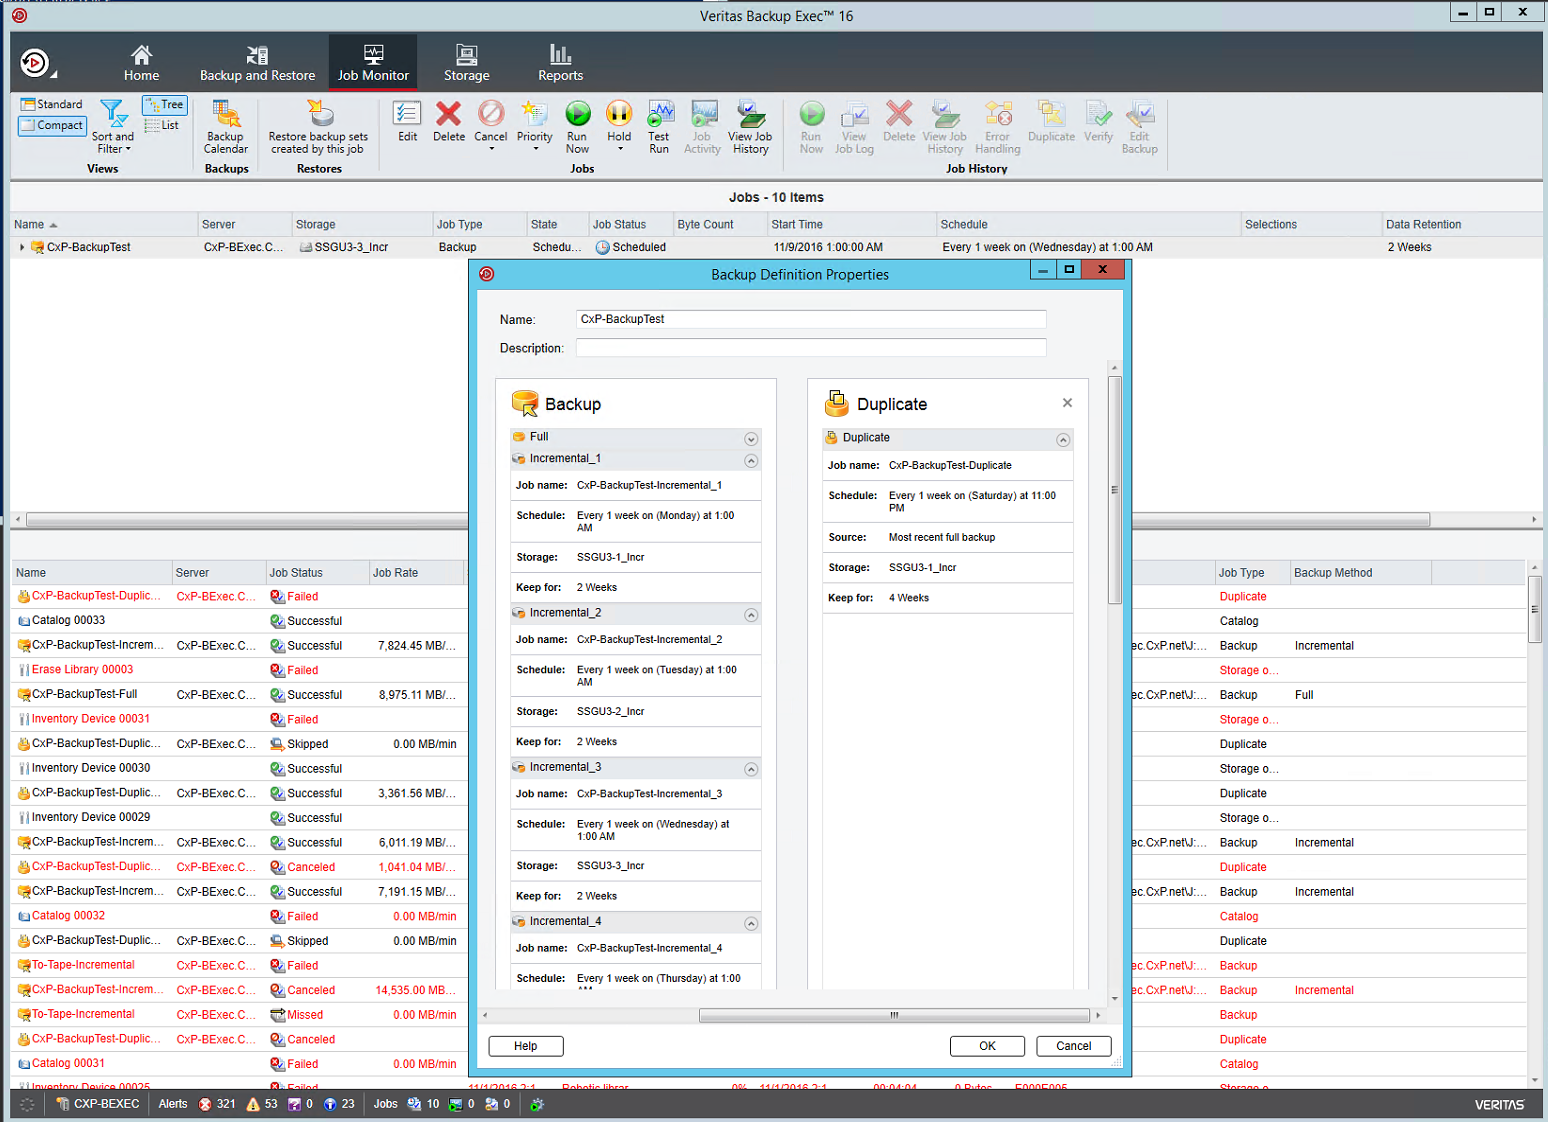 Veritas Backup Exec™ 16
Home
Backup and Restore
Job Monitor
Storage
Reports
Standard
Compact
Sort and
Filter
Tree
List
Views
Backup
Calendar
Backups
Restore backup sets
created by this job
Restores
Edit
Delete
Cancel
Priority
Run
Now
Hold
Test
Run
Job
Activity
View Job
History
Jobs
Run
Now
View
Job Log
Delete
View Job
History
Error
Handling
Duplicate
Verify
Edit
Backup
Job History
Jobs - 10 Items
Name Server Storage Job Type State Job Status Byte Count Start Time Schedule Selections Data Retention
CxP-BackupTest CxP-BExec.C... SSGU3-3_Incr Backup Schedu... Scheduled 11/9/2016 1:00:00 AM Every 1 week on (Wednesday) at 1:00 AM 2 Weeks
Backup Definition Properties
Name: CxP-BackupTest
Description:
Backup
Full
Incremental_1
Job name: CxP-BackupTest-Incremental_1
Schedule: Every 1 week on (Monday) at 1:00
AM
Storage: SSGU3-1_Incr
Keep for: 2 Weeks
Incremental_2
Job name: CxP-BackupTest-Incremental_2
Schedule: Every 1 week on (Tuesday) at 1:00
AM
Storage: SSGU3-2_Incr
Keep for: 2 Weeks
Incremental_3
Job name: CxP-BackupTest-Incremental_3
Schedule: Every 1 week on (Wednesday) at
1:00 AM
Storage: SSGU3-3_Incr
Keep for: 2 Weeks
Incremental_4
Job name: CxP-BackupTest-Incremental_4
Schedule: Every 1 week on (Thursday) at 1:00
AM
Duplicate
Duplicate
Job name: CxP-BackupTest-Duplicate
Schedule: Every 1 week on (Saturday) at 11:00
PM
Source: Most recent full backup
Storage: SSGU3-1_Incr
Keep for: 4 Weeks
Help
OK
Cancel
Name Server Job Status Job Rate Job Type Backup Method
CxP-BackupTest-Duplic... CxP-BExec.C... Failed Duplicate
Catalog 00033 Successful Catalog
CxP-BackupTest-Increm... CxP-BExec.C... Successful 7,824.45 MB/... ec.CxP.net\J:... Backup Incremental
Erase Library 00003 Failed Storage o...
CxP-BackupTest-Full CxP-BExec.C... Successful 8,975.11 MB/... ec.CxP.net\J:... Backup Full
Inventory Device 00031 Failed Storage o...
CxP-BackupTest-Duplic... CxP-BExec.C... Skipped 0.00 MB/min Duplicate
Inventory Device 00030 Successful Storage o...
CxP-BackupTest-Duplic... CxP-BExec.C... Successful 3,361.56 MB/... Duplicate
Inventory Device 00029 Successful Storage o...
CxP-BackupTest-Increm... CxP-BExec.C... Successful 6,011.19 MB/... ec.CxP.net\J:... Backup Incremental
CxP-BackupTest-Duplic... CxP-BExec.C... Canceled 1,041.04 MB/... Duplicate
CxP-BackupTest-Increm... CxP-BExec.C... Successful 7,191.15 MB/... ec.CxP.net\J:... Backup Incremental
Catalog 00032 Failed 0.00 MB/min Catalog
CxP-BackupTest-Duplic... CxP-BExec.C... Skipped 0.00 MB/min Duplicate
To-Tape-Incremental CxP-BExec.C... Failed ec.CxP.net\J:... Backup
CxP-BackupTest-Increm... CxP-BExec.C... Canceled 14,535.00 MB/... ec.CxP.net\J:... Backup Incremental
To-Tape-Incremental CxP-BExec.C... Missed 0.00 MB/min Backup
CxP-BackupTest-Duplic... CxP-BExec.C... Canceled Duplicate
Catalog 00031 Failed 0.00 MB/min Catalog
Inventory Device 00025 Failed 11/1/2016 2:1... Robotic librar... 0% 11/1/2016 2:1... 00:04:04 0 Bytes E000E005 Storage o...
CXP-BEXEC Alerts 321 53 0 23 Jobs 10 0 0
VERITAS